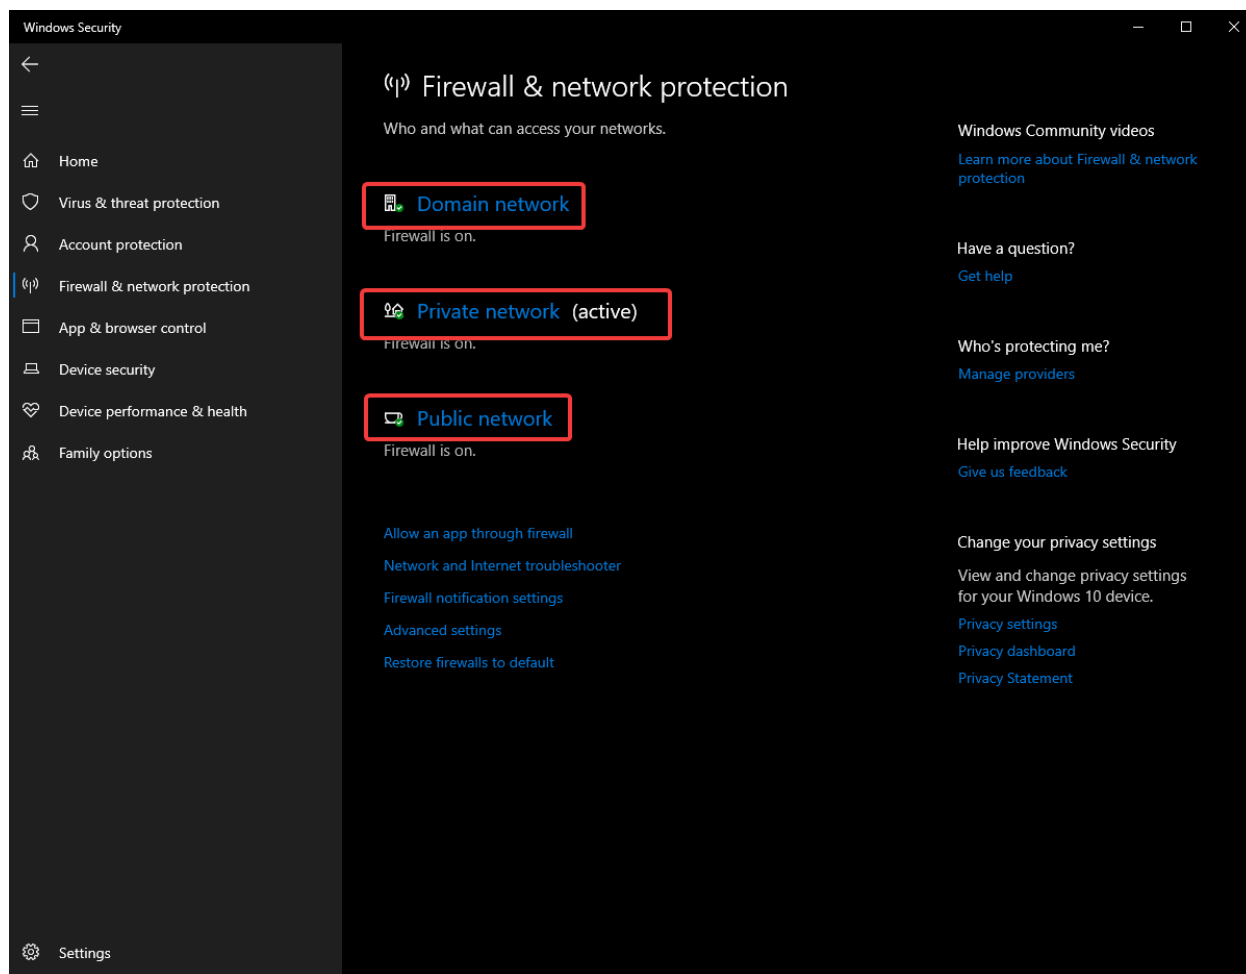 Windows Security
Home
Virus & threat protection
Account protection
Firewall & network protection
App & browser control
Device security
Device performance & health
Family options
Settings
Firewall & network protection
Who and what can access your networks.
Domain network
Firewall is on.
Private network (active)
Firewall is on.
Public network
Firewall is on.
Allow an app through firewall
Network and Internet troubleshooter
Firewall notification settings
Advanced settings
Restore firewalls to default
Windows Community videos
Learn more about Firewall & network
protection
Have a question?
Get help
Who's protecting me?
Manage providers
Help improve Windows Security
Give us feedback
Change your privacy settings
View and change privacy settings
for your Windows 10 device.
Privacy settings
Privacy dashboard
Privacy Statement